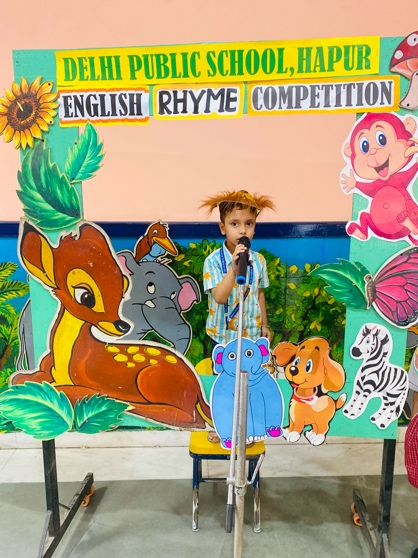 DELHI PUBLIC SCHOOL, HAPUR
ENGLISH RHYME COMPETITION